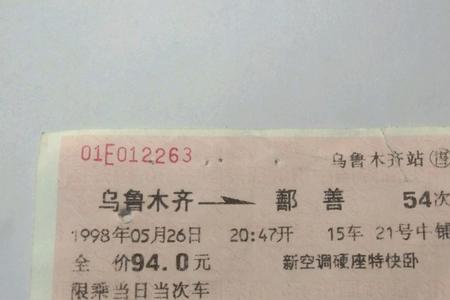 01E012263
乌鲁木齐站 售
乌鲁木齐 鄯善 54次
1998年05月26日 20:47开 15车 21号中铺
全价94.0元 新空调硬座特快卧
限乘当日当次车